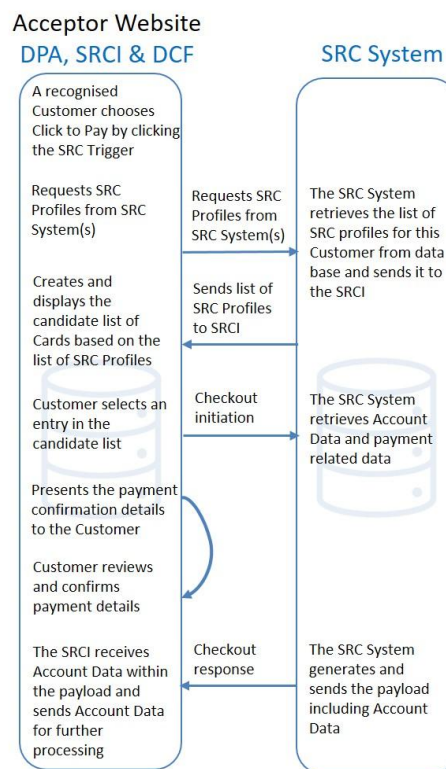 Acceptor Website
DPA, SRCI & DCF
SRC System
A recognised
Customer chooses
Click to Pay by clicking
the SRC Trigger
Requests SRC
Profiles from SRC
System(s)
Requests SRC
Profiles from
SRC System(s)
The SRC System
retrieves the list of
SRC profiles for this
Customer from data
base and sends it to
the SRCI
Creates and
displays the
candidate list of
Cards based on the
list of SRC Profiles
Sends list of
SRC Profiles
to SRCI
Customer selects an
entry in the
candidate list
Checkout
initiation
The SRC System
retrieves Account
Data and payment
related data
Presents the payment
confirmation details
to the Customer
Customer reviews
and confirms
payment details
The SRCI receives
Account Data within
the payload and
sends Account Data
for further
processing
Checkout
response
The SRC System
generates and
sends the payload
including Account
Data